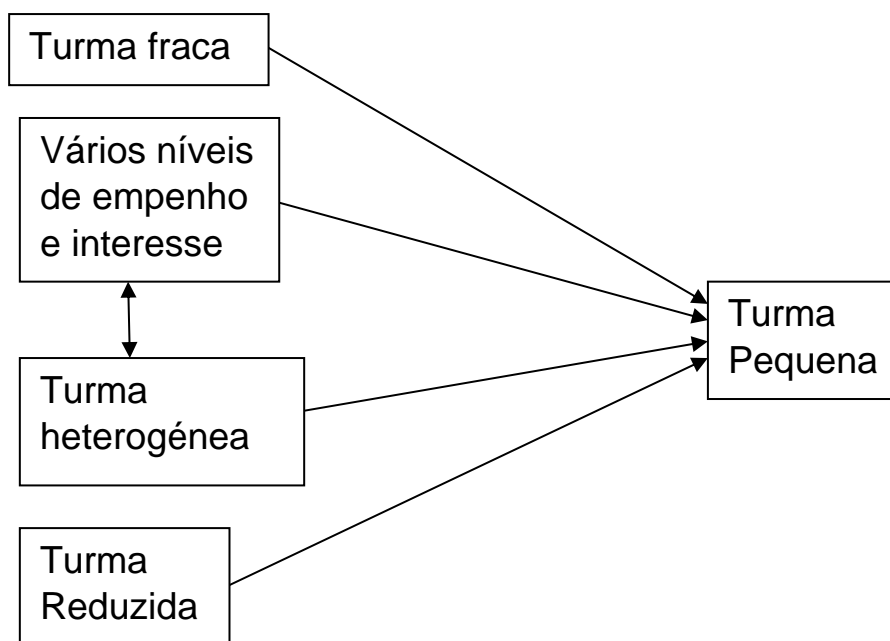 Turma fraca
Vários níveis
de empenho
e interesse
Turma
heterogénea
Turma
Reduzida
Turma
Pequena